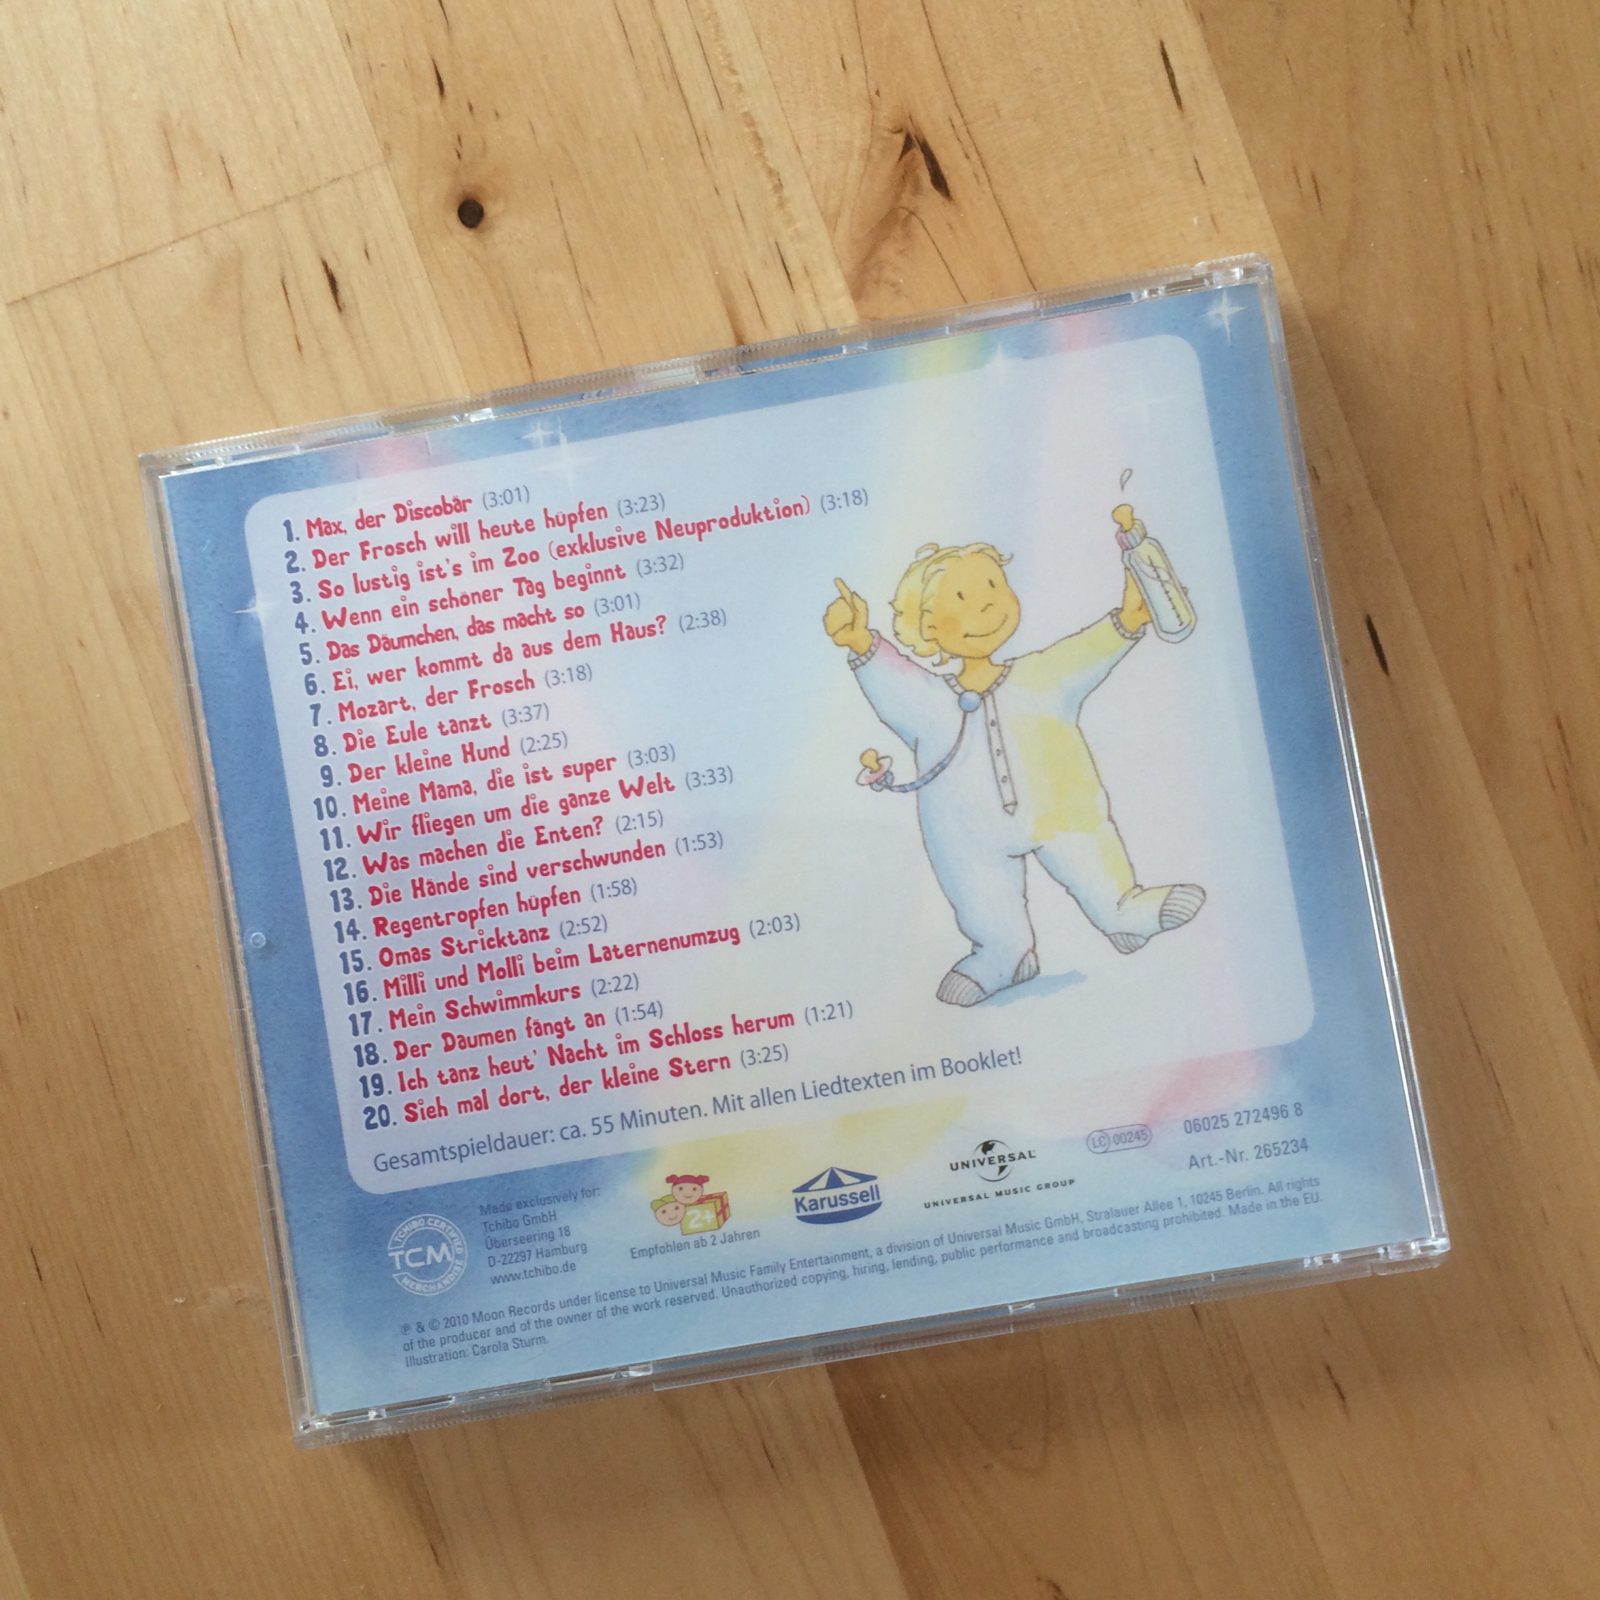 1. Max, der Discobär (3:01)
2. Der Frosch will heute hüpfen (3:23)
3. So lustig ist's im Zoo (exklusive Neuproduktion) (3:18)
4. Wenn ein schöner Tag beginnt (3:32)
5. Das Däumchen, das macht so (3:01)
6. Ei, wer kommt da aus dem Haus? (2:38)
7. Mozart, der Frosch (3:18)
8. Die Eule tanzt (3:37)
9. Der kleine Hund (2:25)
10. Meine Mama, die ist super (3:03)
11. Wir fliegen um die ganze Welt (3:33)
12. Was machen die Enten? (2:15)
13. Die Hände sind verschwunden (1:53)
14. Regentropfen hüpfen (1:58)
15. Omas Stricktanz (2:52)
16. Milli und Molli beim Laternenumzug (2:03)
17. Mein Schwimmkurs (2:22)
18. Der Daumen fängt an (1:54)
19. Ich tanz heut' Nacht im Schloss herum (1:21)
20. Sieh mal dort, der kleine Stern (3:25)
Gesamtspieldauer: ca. 55 Minuten. Mit allen Liedtexten im Booklet!
TCHIBO CERTIFIED
TCM
MERCHANDISE
Made exclusively for:
Tchibo GmbH
Überseering 18
D-22297 Hamburg
www.tchibo.de
2+
Empfohlen ab 2 Jahren
Karussell
UNIVERSAL
UNIVERSAL MUSIC GROUP
LC 00245
06025 272496 8
Art.-Nr. 265234
℗ & © 2010 Moon Records under license to Universal Music Family Entertainment, a division of Universal Music GmbH, Stralauer Allee 1, 10245 Berlin. All rights
of the producer and of the owner of the work reserved. Unauthorized copying, hiring, lending, public performance and broadcasting prohibited. Made in the EU.
Illustration: Carola Sturm.